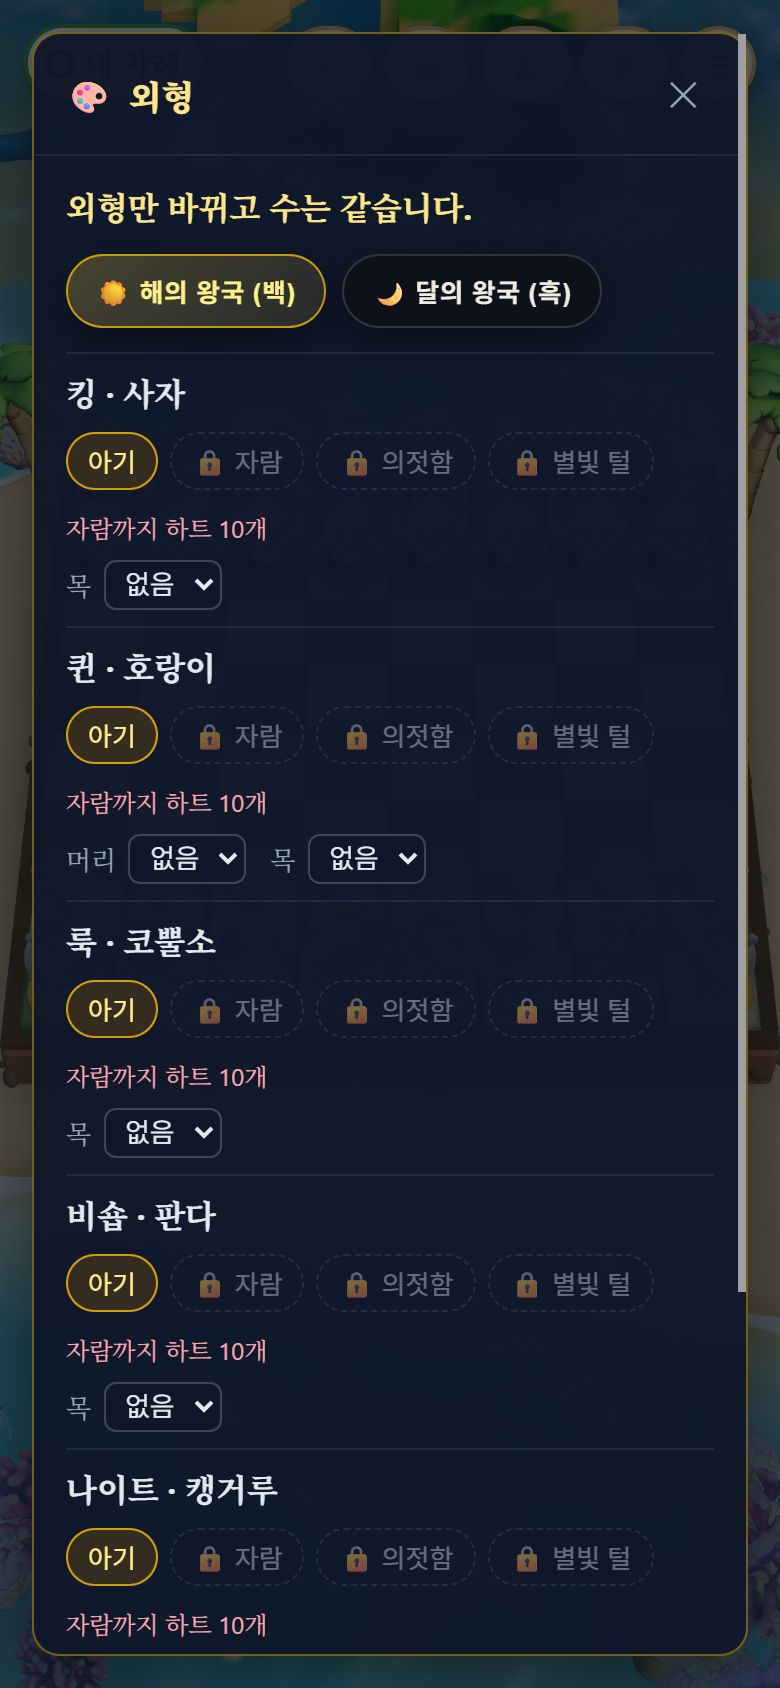 내 차례
외형
외형만 바뀌고 수는 같습니다.
해의 왕국 (백) 달의 왕국 (흑)
킹 · 사자
아기 자람 의젓함 별빛 털
자람까지 하트 10개
목 없음
퀸 · 호랑이
아기 자람 의젓함 별빛 털
자람까지 하트 10개
머리 없음 목 없음
룩 · 코뿔소
아기 자람 의젓함 별빛 털
자람까지 하트 10개
목 없음
비숍 · 판다
아기 자람 의젓함 별빛 털
자람까지 하트 10개
목 없음
나이트 · 캥거루
아기 자람 의젓함 별빛 털
자람까지 하트 10개